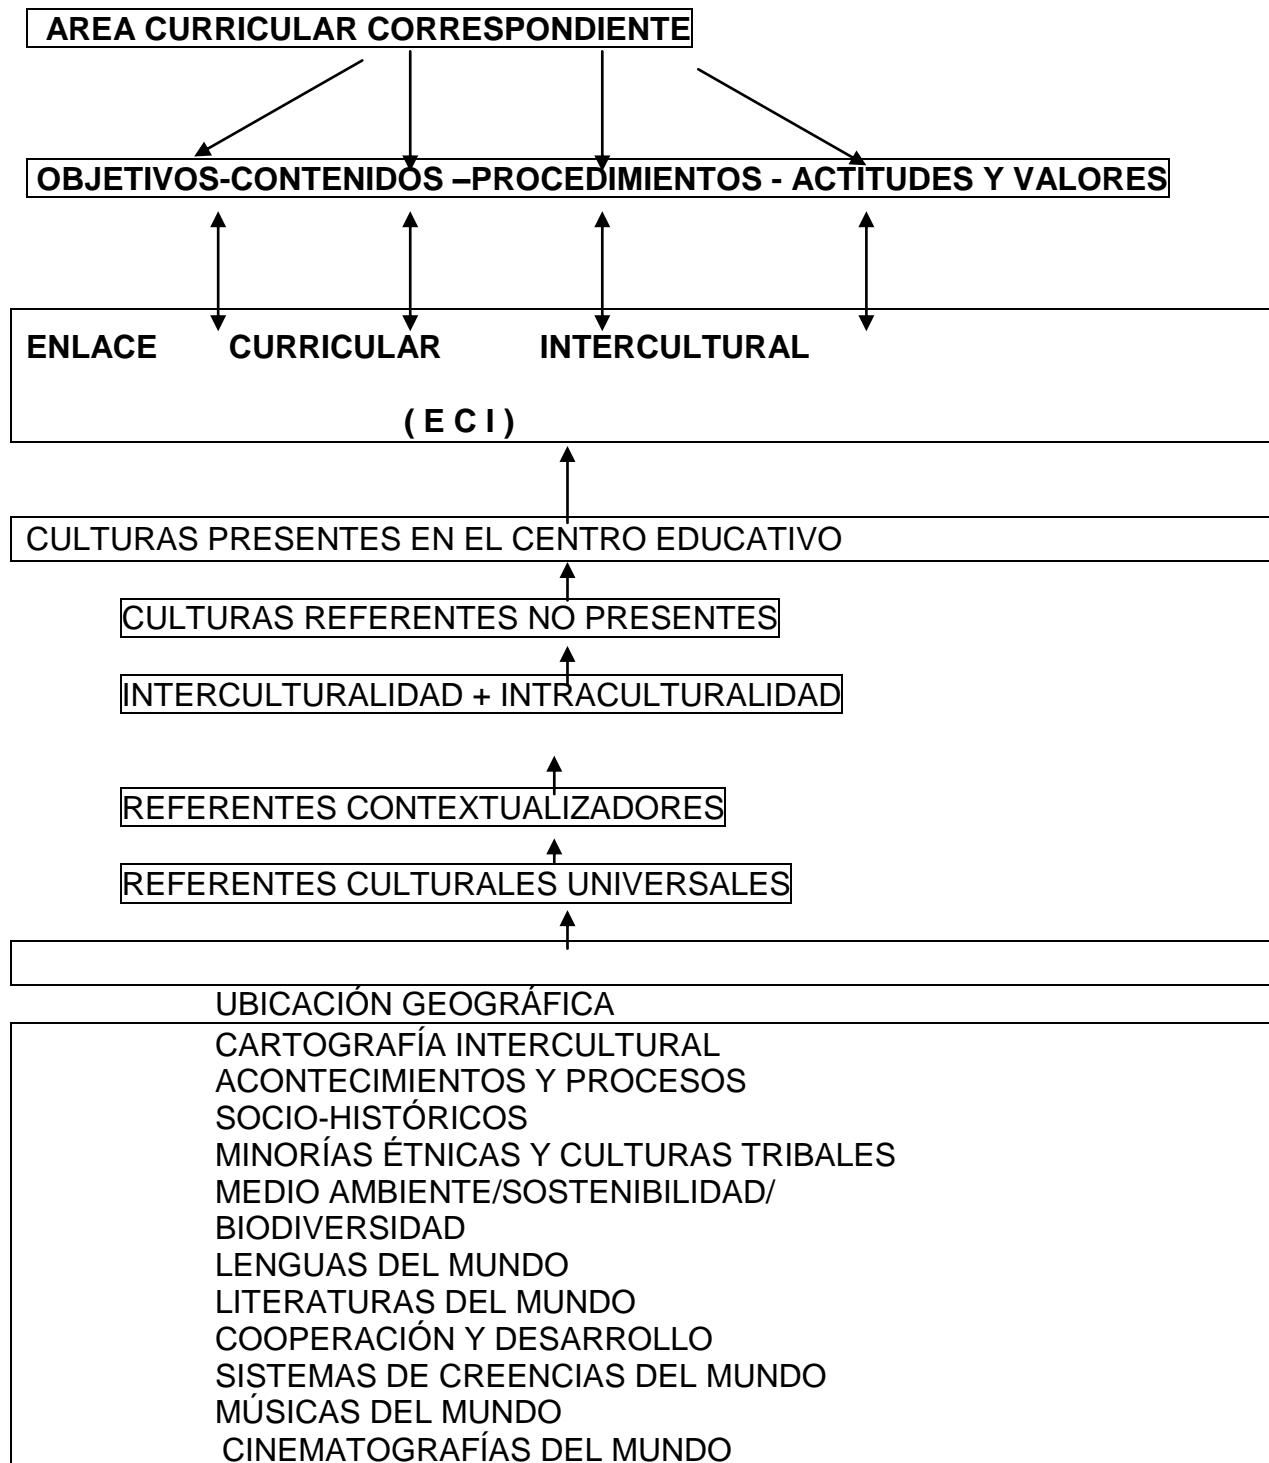 AREA CURRICULAR CORRESPONDIENTE
OBJETIVOS-CONTENIDOS –PROCEDIMIENTOS - ACTITUDES Y VALORES
ENLACE CURRICULAR INTERCULTURAL
( E C I )
CULTURAS PRESENTES EN EL CENTRO EDUCATIVO
CULTURAS REFERENTES NO PRESENTES
INTERCULTURALIDAD + INTRACULTURALIDAD
REFERENTES CONTEXTUALIZADORES
REFERENTES CULTURALES UNIVERSALES
UBICACIÓN GEOGRÁFICA
CARTOGRAFÍA INTERCULTURAL
ACONTECIMIENTOS Y PROCESOS
SOCIO-HISTÓRICOS
MINORÍAS ÉTNICAS Y CULTURAS TRIBALES
MEDIO AMBIENTE/SOSTENIBILIDAD/
BIODIVERSIDAD
LENGUAS DEL MUNDO
LITERATURAS DEL MUNDO
COOPERACIÓN Y DESARROLLO
SISTEMAS DE CREENCIAS DEL MUNDO
MÚSICAS DEL MUNDO
CINEMATOGRAFÍAS DEL MUNDO